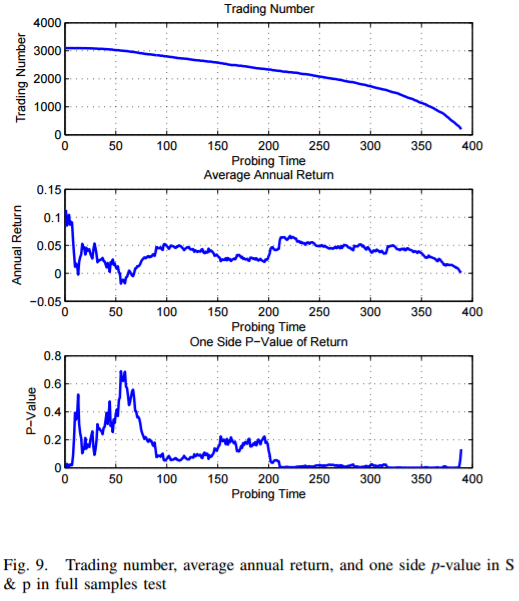 Trading Number
4000
3000
2000
1000
0
Trading Number
0 50 100 150 200 250 300 350 400
Probing Time
Average Annual Return
0.15
0.1
0.05
0
−0.05
Annual Return
0 50 100 150 200 250 300 350 400
Probing Time
One Side P−Value of Return
0.8
0.6
0.4
0.2
0
P−Value
0 50 100 150 200 250 300 350 400
Probing Time
Fig. 9. Trading number, average annual return, and one side p-value in S
& p in full samples test